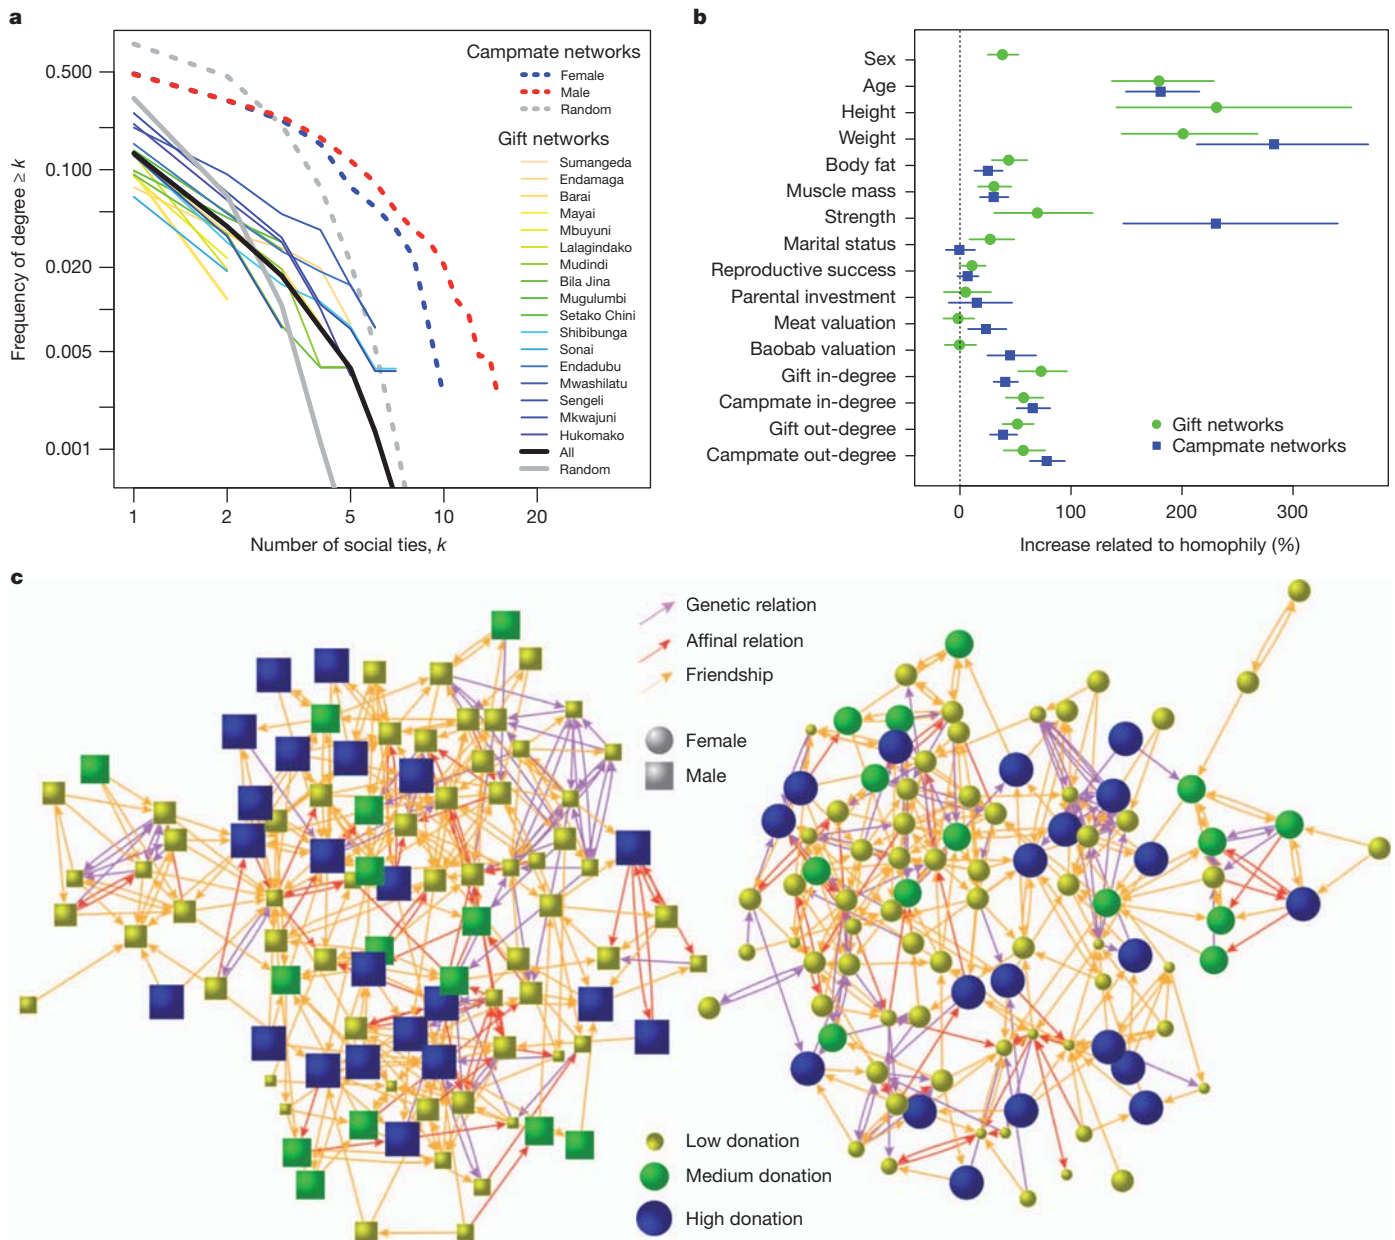 a
Campmate networks
Female
Male
Random
Gift networks
Sumangeda
Endamaga
Barai
Mayai
Mbuyuni
Lalagindako
Mudindi
Bila Jina
Mugulumbi
Setako Chini
Shibibunga
Sonai
Endadubu
Mwashilatu
Sengeli
Mkwajuni
Hukomako
All
Random
0.500
0.100
0.020
0.005
0.001
Frequency of degree ≥ k
1 2 5 10 20
Number of social ties, k
b
Sex
Age
Height
Weight
Body fat
Muscle mass
Strength
Marital status
Reproductive success
Parental investment
Meat valuation
Baobab valuation
Gift in-degree
Campmate in-degree
Gift out-degree
Campmate out-degree
Gift networks
Campmate networks
0 100 200 300
Increase related to homophily (%)
c
Genetic relation
Affinal relation
Friendship
Female
Male
Low donation
Medium donation
High donation